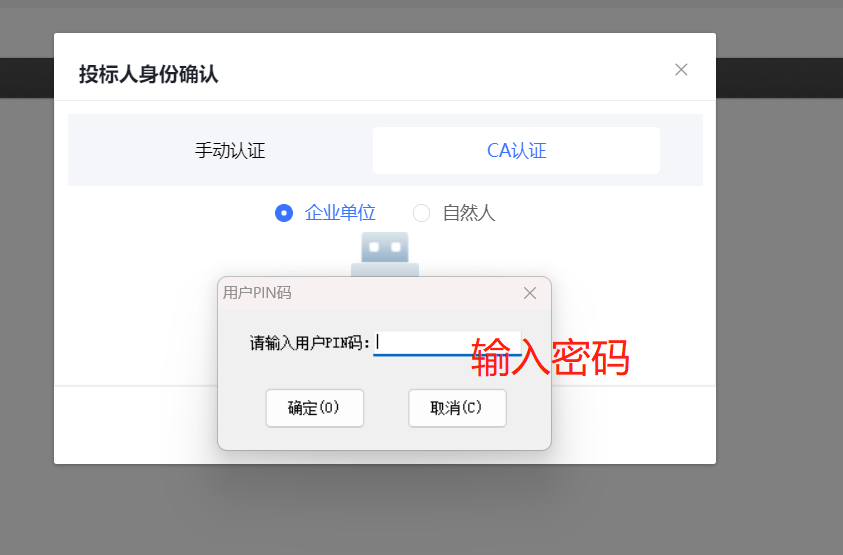 投标人身份确认
手动认证
CA认证
企业单位
自然人
用户PIN码
请输入用户PIN码:
输入密码
确定(O)
取消(C)